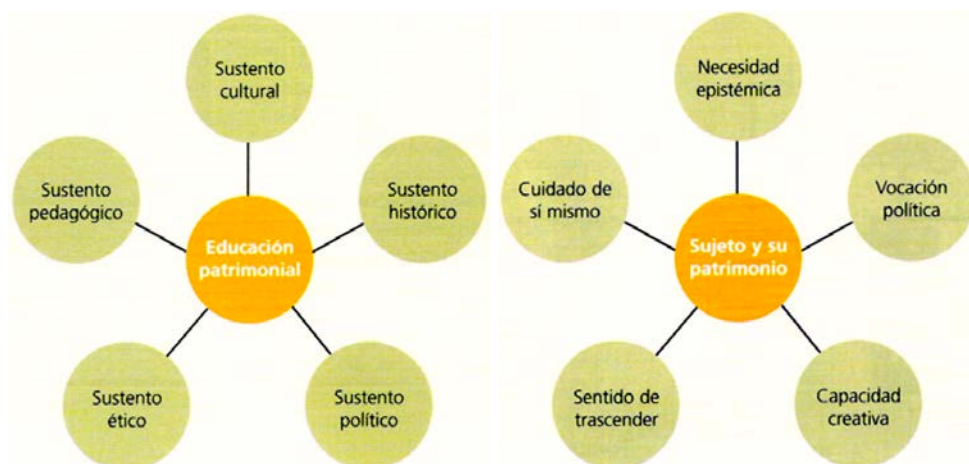 Sustento
cultural
Sustento
pedagógico
Sustento
histórico
Educación
patrimonial
Sustento
ético
Sustento
político
Necesidad
epistémica
Cuidado de
sí mismo
Vocación
política
Sujeto y su
patrimonio
Sentido de
trascender
Capacidad
creativa